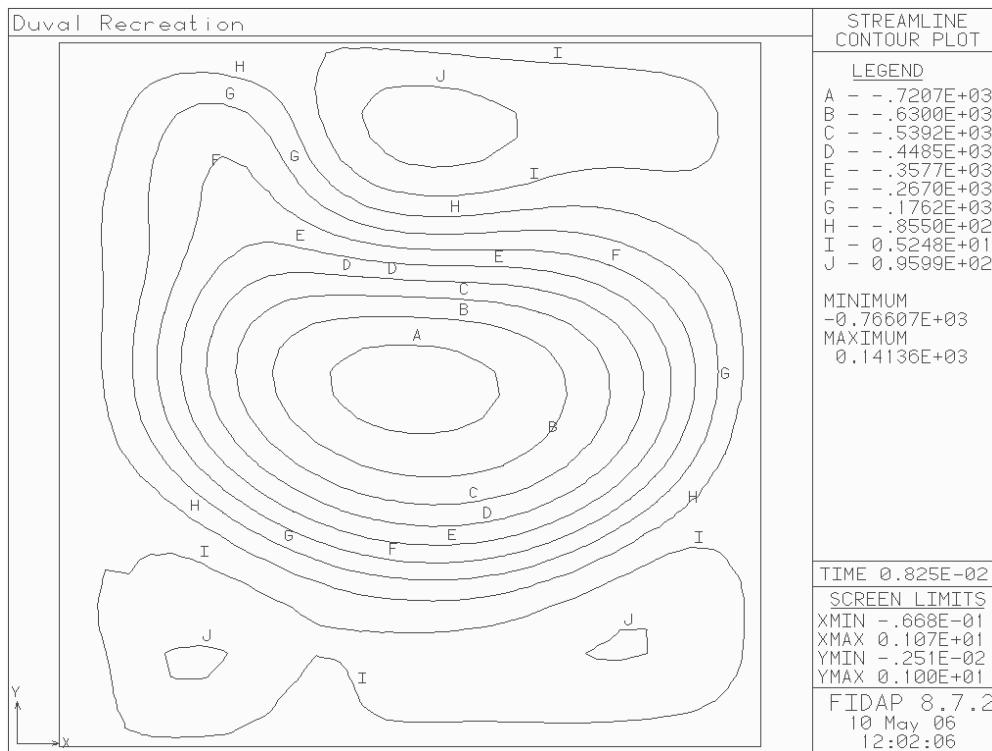 Duval Recreation
STREAMLINE
CONTOUR PLOT
LEGEND
A - -.7207E+03
B - -.6300E+03
C - -.5392E+03
D - -.4485E+03
E - -.3577E+03
F - -.2670E+03
G - -.1762E+03
H - -.8550E+02
I - 0.5248E+01
J - 0.9599E+02
MINIMUM
-0.76607E+03
MAXIMUM
0.14136E+03
TIME 0.825E-02
SCREEN LIMITS
XMIN -.668E-01
XMAX 0.107E+01
YMIN -.251E-02
YMAX 0.100E+01
FIDAP 8.7.2
10 May 06
12:02:06
I
H
J
G
G
F
I
H
E
E
F
D D
C
B
A
G
B
C
H
H
D
G
E
F
I
I
J
J
I
Y
X